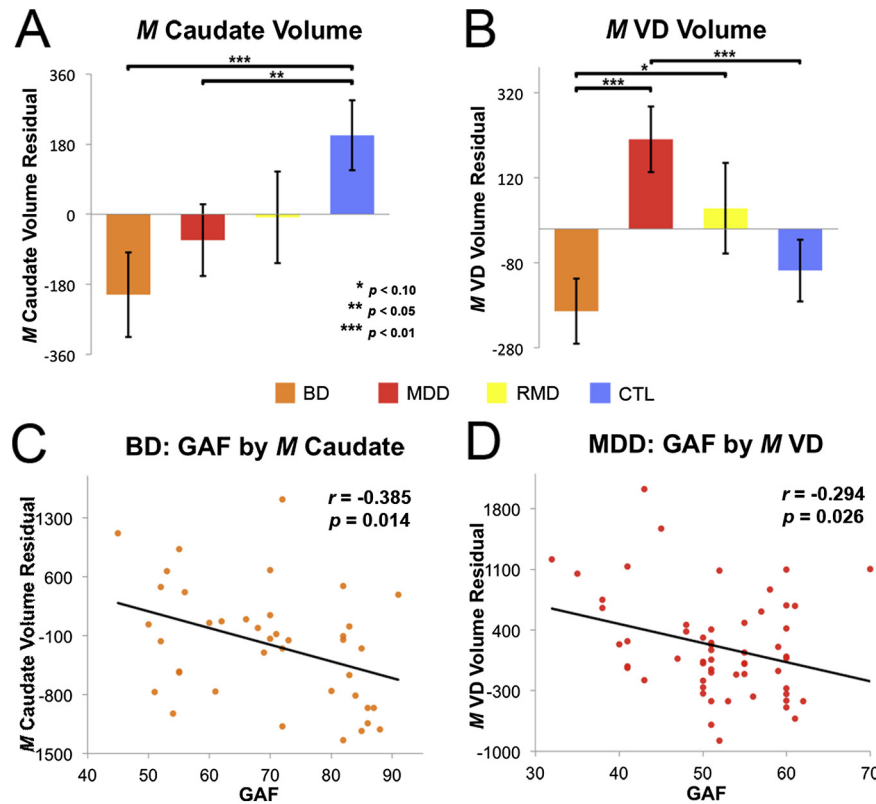 A
M Caudate Volume
***
**
M Caudate Volume Residual
360
180
0
-180
-360
* p < 0.10
** p < 0.05
*** p < 0.01
B
M VD Volume
***
*
***
M VD Volume Residual
320
120
-80
-280
BD MDD RMD CTL
C
BD: GAF by M Caudate
r = -0.385
p = 0.014
M Caudate Volume Residual
1300
600
-100
-800
-1500
40 50 60 70 80 90
GAF
D
MDD: GAF by M VD
r = -0.294
p = 0.026
M VD Volume Residual
1800
1100
400
-300
-1000
30 40 50 60 70
GAF